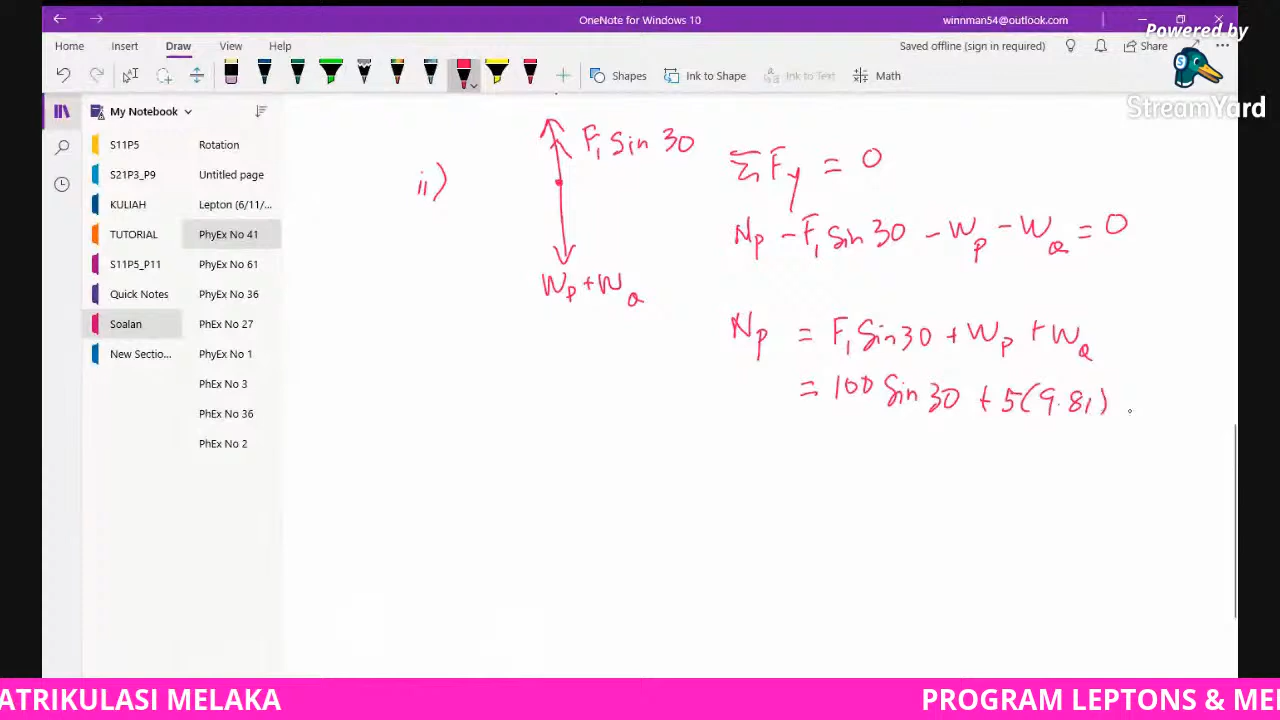 OneNote for Windows 10
winnman54@outlook.com
Powered by
StreamYard
Home Insert Draw View Help
Saved offline (sign in required)
Share
Shapes
Ink to Shape
Ink to Text
Math
My Notebook
S11P5
S21P3_P9
KULIAH
TUTORIAL
S11P5_P11
Quick Notes
Soalan
New Sectio...
Rotation
Untitled page
Lepton (6/11/...
PhyEx No 41
PhyEx No 61
PhyEx No 36
PhEx No 27
PhyEx No 1
PhEx No 3
PhyEx No 36
PhEx No 2
ii)
F₁ Sin 30
Wp + WQ
ΣFy = 0
Np - F₁ Sin 30 - Wp - WQ = 0
Np = F₁ Sin 30 + Wp + WQ
= 100 Sin 30 + 5(9.81)
ATRIKULASI MELAKA
PROGRAM LEPTONS & ME